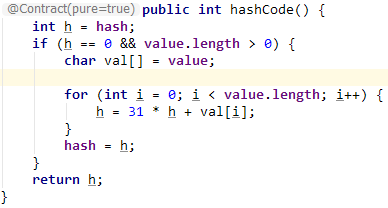 @Contract(pure=true) public int hashCode() {
    int h = hash;
    if (h == 0 && value.length > 0) {
        char val[] = value;

        for (int i = 0; i < value.length; i++) {
            h = 31 * h + val[i];
        }
        hash = h;
    }
    return h;
}